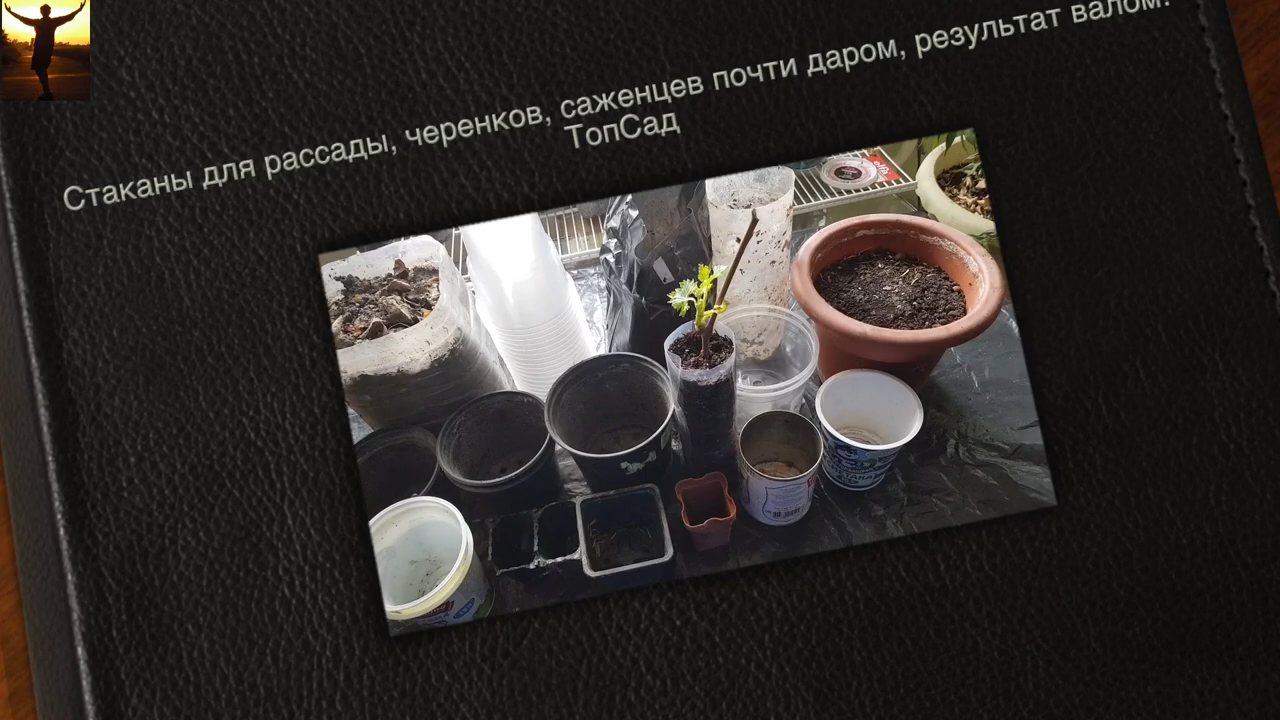 Стаканы для рассады, черенков, саженцев почти даром, результат валом.
ТопСад